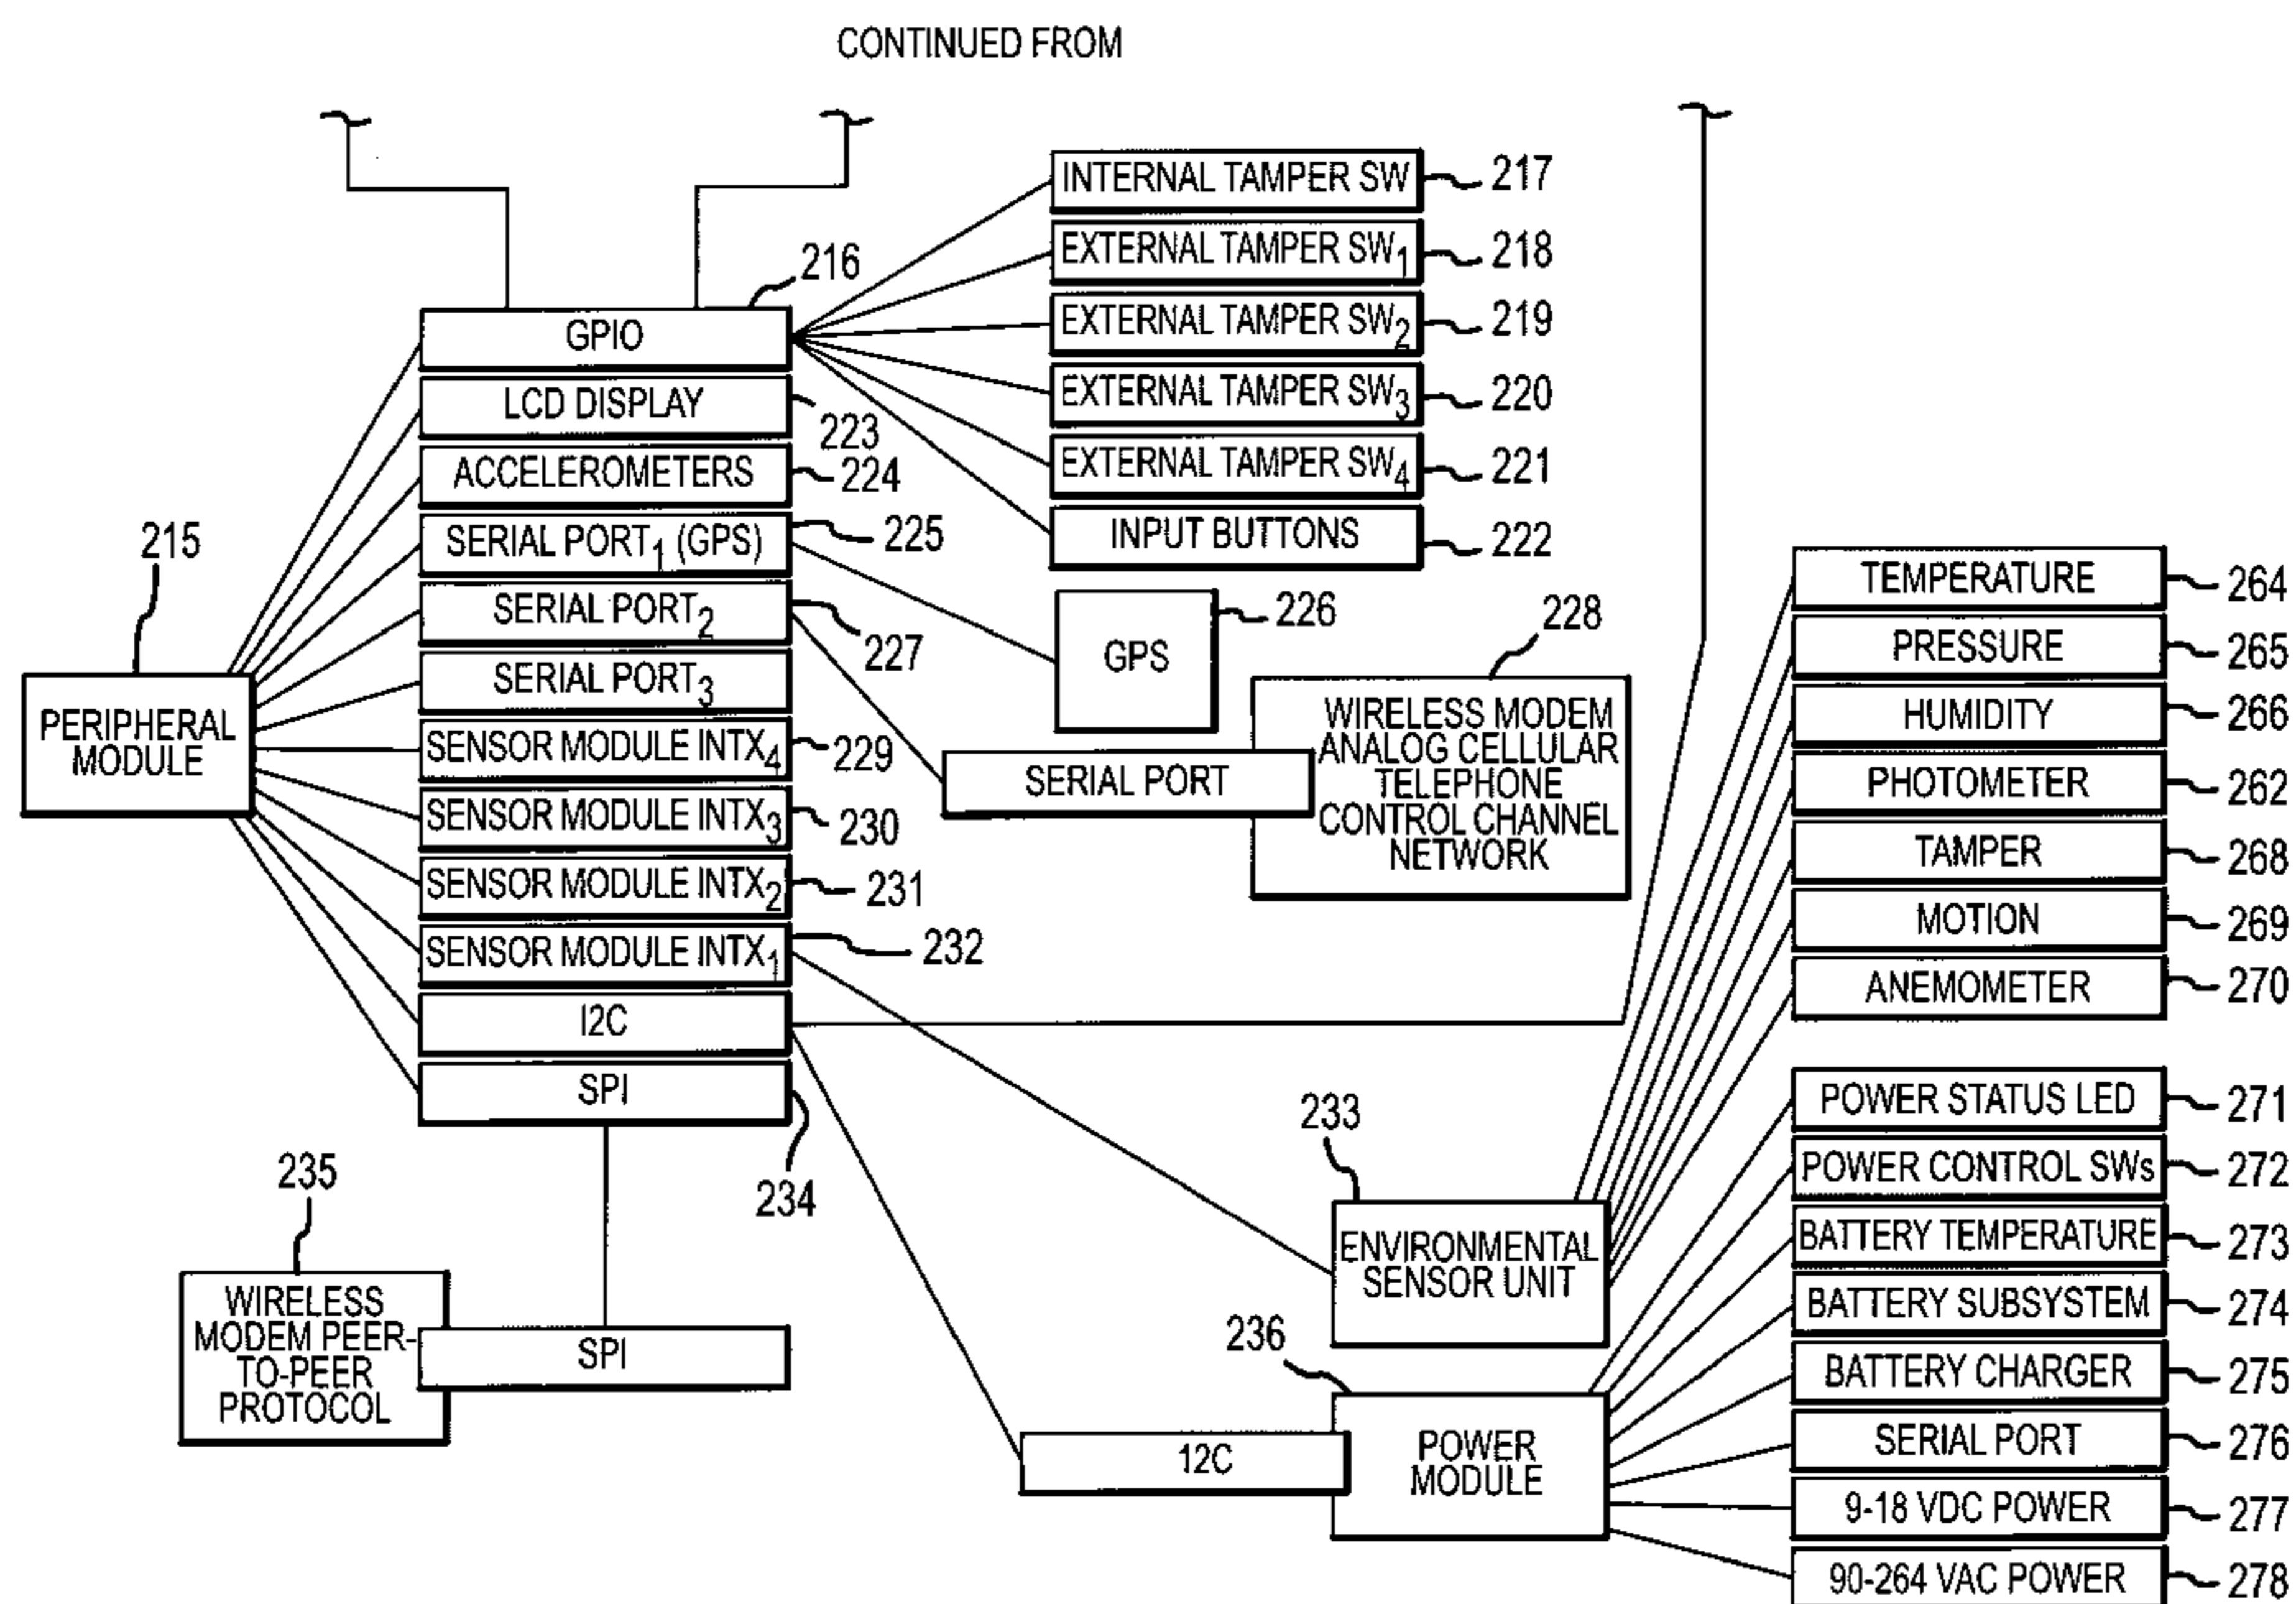 CONTINUED FROM
INTERNAL TAMPER SW
217
EXTERNAL TAMPER SW1
218
EXTERNAL TAMPER SW2
219
EXTERNAL TAMPER SW3
220
EXTERNAL TAMPER SW4
221
INPUT BUTTONS
222
216
GPIO
LCD DISPLAY
223
ACCELEROMETERS
224
SERIAL PORT1 (GPS)
225
SERIAL PORT2
227
SERIAL PORT3
SENSOR MODULE INTX4
229
SENSOR MODULE INTX3
230
SENSOR MODULE INTX2
231
SENSOR MODULE INTX1
232
I2C
SPI
234
215
PERIPHERAL
MODULE
GPS
226
228
WIRELESS MODEM
ANALOG CELLULAR
TELEPHONE
CONTROL CHANNEL
NETWORK
SERIAL PORT
TEMPERATURE
264
PRESSURE
265
HUMIDITY
266
PHOTOMETER
262
TAMPER
268
MOTION
269
ANEMOMETER
270
233
ENVIRONMENTAL
SENSOR UNIT
235
WIRELESS
MODEM PEER-
TO-PEER
PROTOCOL
SPI
236
12C
POWER
MODULE
POWER STATUS LED
271
POWER CONTROL SWs
272
BATTERY TEMPERATURE
273
BATTERY SUBSYSTEM
274
BATTERY CHARGER
275
SERIAL PORT
276
9-18 VDC POWER
277
90-264 VAC POWER
278